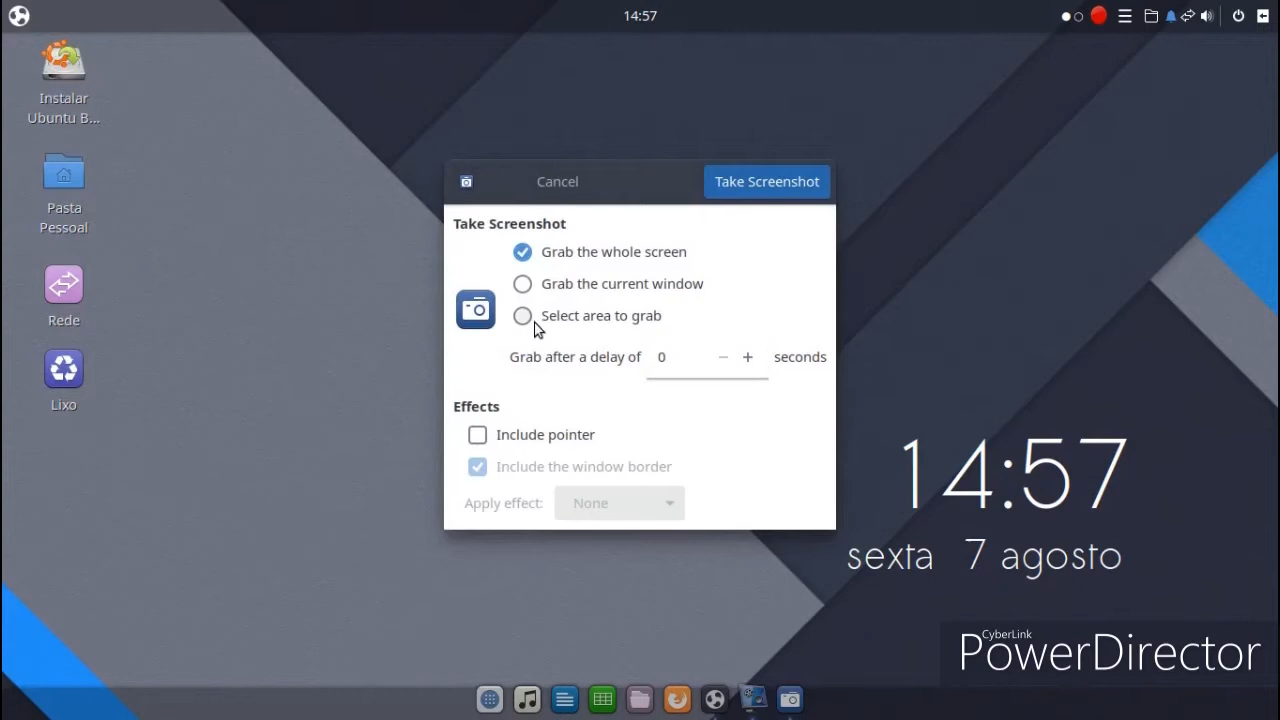 14:57
Instalar
Ubuntu B...
Pasta
Pessoal
Rede
Lixo
Cancel
Take Screenshot
Take Screenshot
Grab the whole screen
Grab the current window
Select area to grab
Grab after a delay of 0 − + seconds
Effects
Include pointer
Include the window border
Apply effect: None
14:57
sexta 7 agosto
CyberLink
PowerDirector